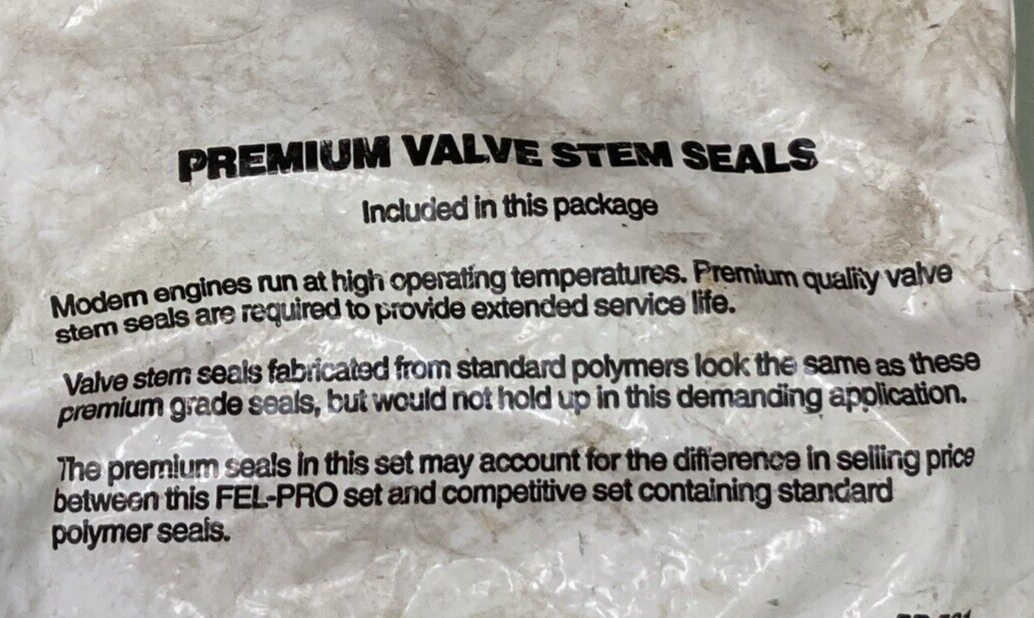 PREMIUM VALVE STEM SEALS
Included in this package
Modern engines run at high operating temperatures. Premium quality valve
stem seals are required to provide extended service life.
Valve stem seals fabricated from standard polymers look the same as these
premium grade seals, but would not hold up in this demanding application.
The premium seals in this set may account for the difference in selling price
between this FEL-PRO set and competitive set containing standard
polymer seals.